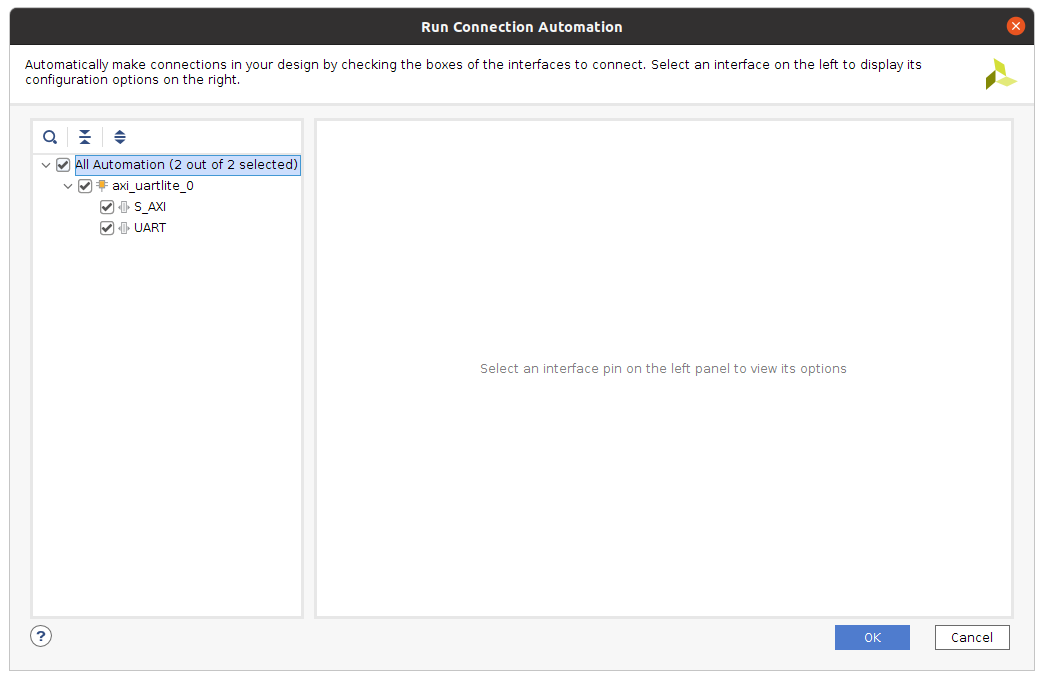 Run Connection Automation
Automatically make connections in your design by checking the boxes of the interfaces to connect. Select an interface on the left to display its
configuration options on the right.
All Automation (2 out of 2 selected)
axi_uartlite_0
S_AXI
UART
Select an interface pin on the left panel to view its options
?
OK
Cancel